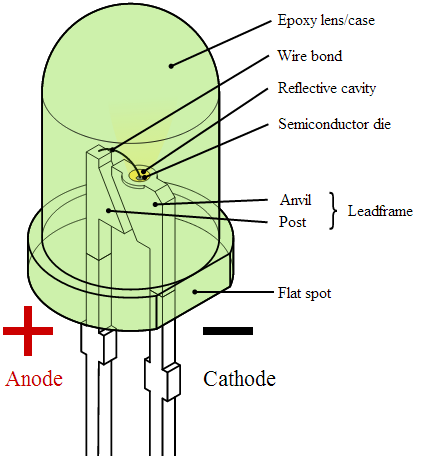 Epoxy lens/case
Wire bond
Reflective cavity
Semiconductor die
Anvil
Post
Leadframe
Flat spot
Anode
Cathode